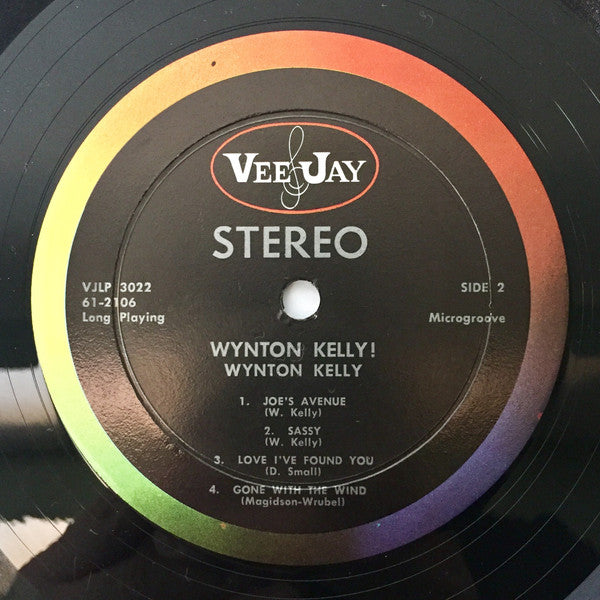 VEE JAY
STEREO
VJLP 3022
61-2106
Long Playing
SIDE 2
Microgroove
WYNTON KELLY!
WYNTON KELLY
1. JOE'S AVENUE
(W. Kelly)
2. SASSY
(W. Kelly)
3. LOVE I'VE FOUND YOU
(D. Small)
4. GONE WITH THE WIND
(Magidson-Wrubel)